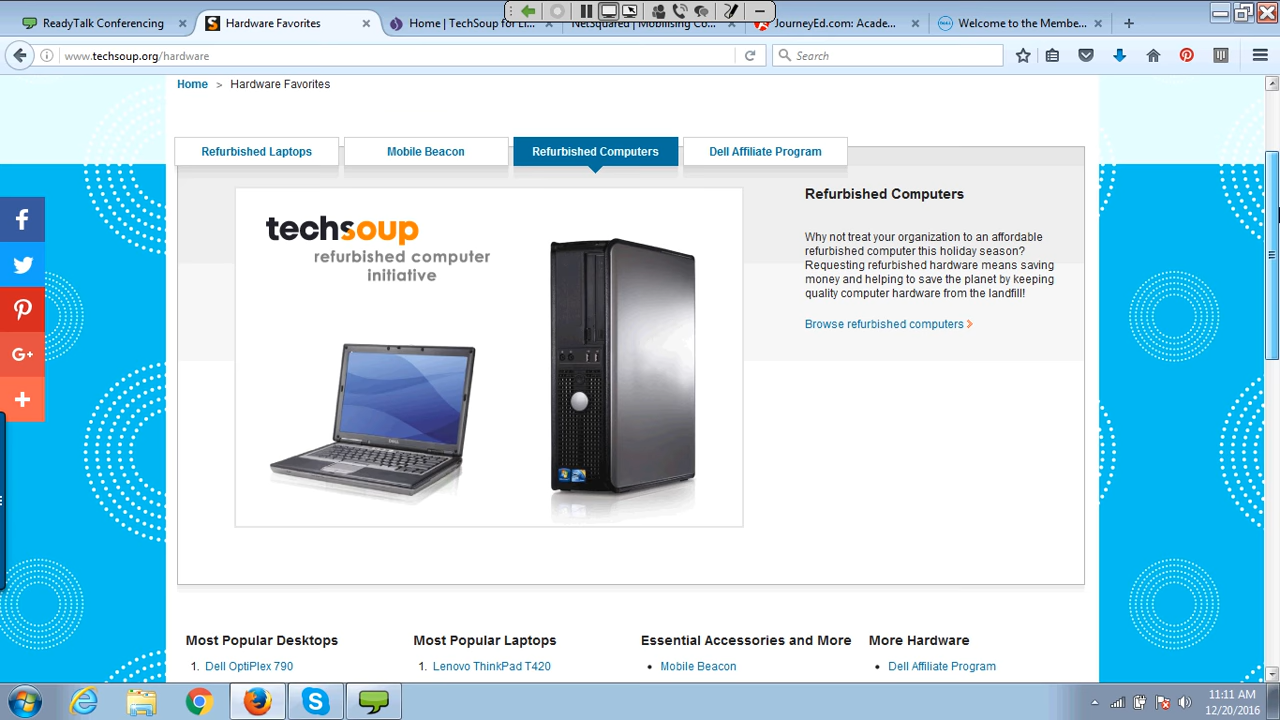 ReadyTalk Conferencing
Hardware Favorites
Home | TechSoup for Li...
NetSquared | Mobilising Co...
JourneyEd.com: Acade...
Welcome to the Membe...
www.techsoup.org/hardware
Search
Home > Hardware Favorites
Refurbished Laptops
Mobile Beacon
Refurbished Computers
Dell Affiliate Program
techsoup
refurbished computer
initiative
Refurbished Computers
Why not treat your organization to an affordable
refurbished computer this holiday season?
Requesting refurbished hardware means saving
money and helping to save the planet by keeping
quality computer hardware from the landfill!
Browse refurbished computers
G+
Most Popular Desktops
1. Dell OptiPlex 790
Most Popular Laptops
1. Lenovo ThinkPad T420
Essential Accessories and More
• Mobile Beacon
More Hardware
• Dell Affiliate Program
11:11 AM
12/20/2016